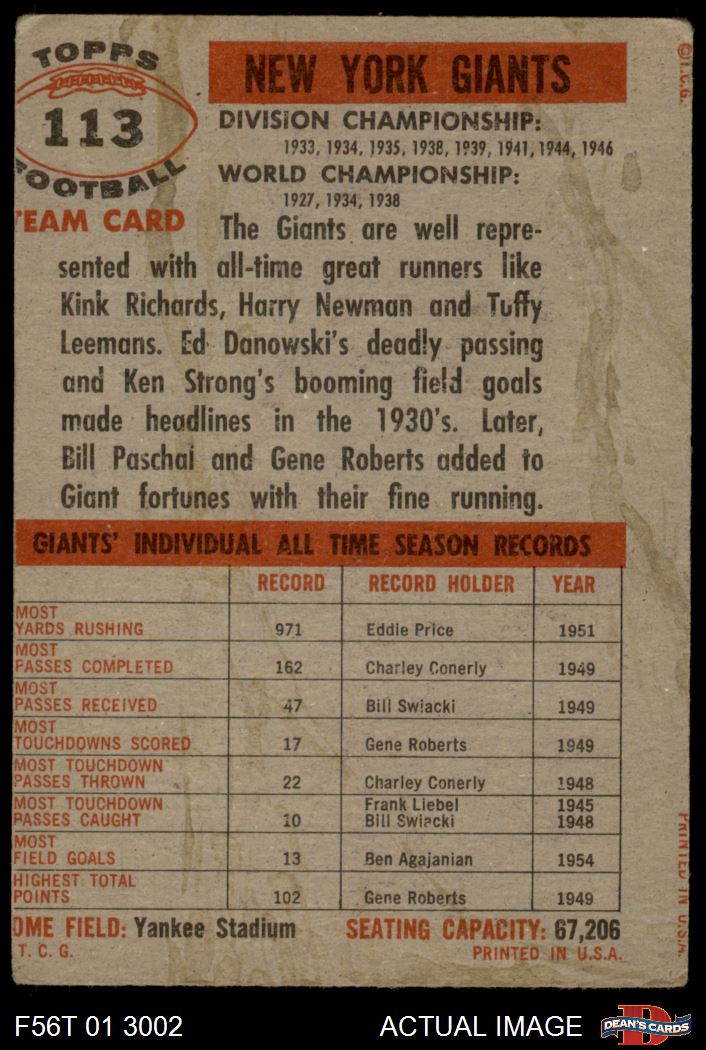 TOPPS
113
FOOTBALL
TEAM CARD
NEW YORK GIANTS
DIVISION CHAMPIONSHIP:
1933, 1934, 1935, 1938, 1939, 1941, 1944, 1946
WORLD CHAMPIONSHIP:
1927, 1934, 1938
The Giants are well repre-
sented with all-time great runners like
Kink Richards, Harry Newman and Tuffy
Leemans. Ed Danowski's deadly passing
and Ken Strong's booming field goals
made headlines in the 1930's. Later,
Bill Paschal and Gene Roberts added to
Giant fortunes with their fine running.
GIANTS' INDIVIDUAL ALL TIME SEASON RECORDS
RECORD RECORD HOLDER YEAR
MOST
YARDS RUSHING 971 Eddie Price 1951
MOST
PASSES COMPLETED 162 Charley Conerly 1949
MOST
PASSES RECEIVED 47 Bill Swiacki 1949
MOST
TOUCHDOWNS SCORED 17 Gene Roberts 1949
MOST TOUCHDOWN
PASSES THROWN 22 Charley Conerly 1948
MOST TOUCHDOWN Frank Liebel 1945
PASSES CAUGHT 10 Bill Swiacki 1948
MOST
FIELD GOALS 13 Ben Agajanian 1954
HIGHEST TOTAL
POINTS 102 Gene Roberts 1949
OME FIELD: Yankee Stadium SEATING CAPACITY: 67,206
T. C. G. PRINTED IN U.S.A.
©T.C.G.
PRINTED IN U.S.A.
F56T 01 3002 ACTUAL IMAGE
D
DEAN'S CARDS